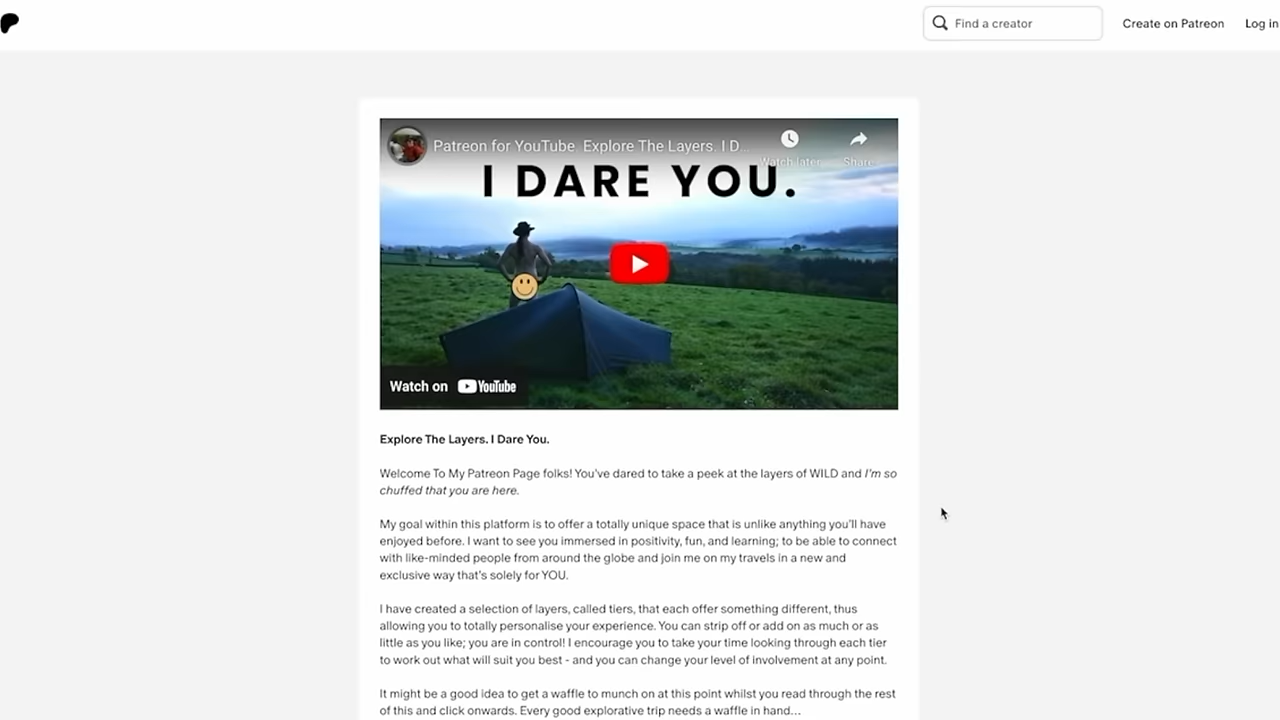 Find a creator
Create on Patreon
Log in
Patreon for YouTube Explore The Layers. I D...
Watch later
Share
I DARE YOU.
Watch on YouTube
Explore The Layers. I Dare You.
Welcome To My Patreon Page folks! You've dared to take a peek at the layers of WILD and I'm so
chuffed that you are here.
My goal within this platform is to offer a totally unique space that is unlike anything you'll have
enjoyed before. I want to see you immersed in positivity, fun, and learning; to be able to connect
with like-minded people from around the globe and join me on my travels in a new and
exclusive way that's solely for YOU.
I have created a selection of layers, called tiers, that each offer something different, thus
allowing you to totally personalise your experience. You can strip off or add on as much or as
little as you like; you are in control! I encourage you to take your time looking through each tier
to work out what will suit you best - and you can change your level of involvement at any point.
It might be a good idea to get a waffle to munch on at this point whilst you read through the rest
of this and click onwards. Every good explorative trip needs a waffle in hand...